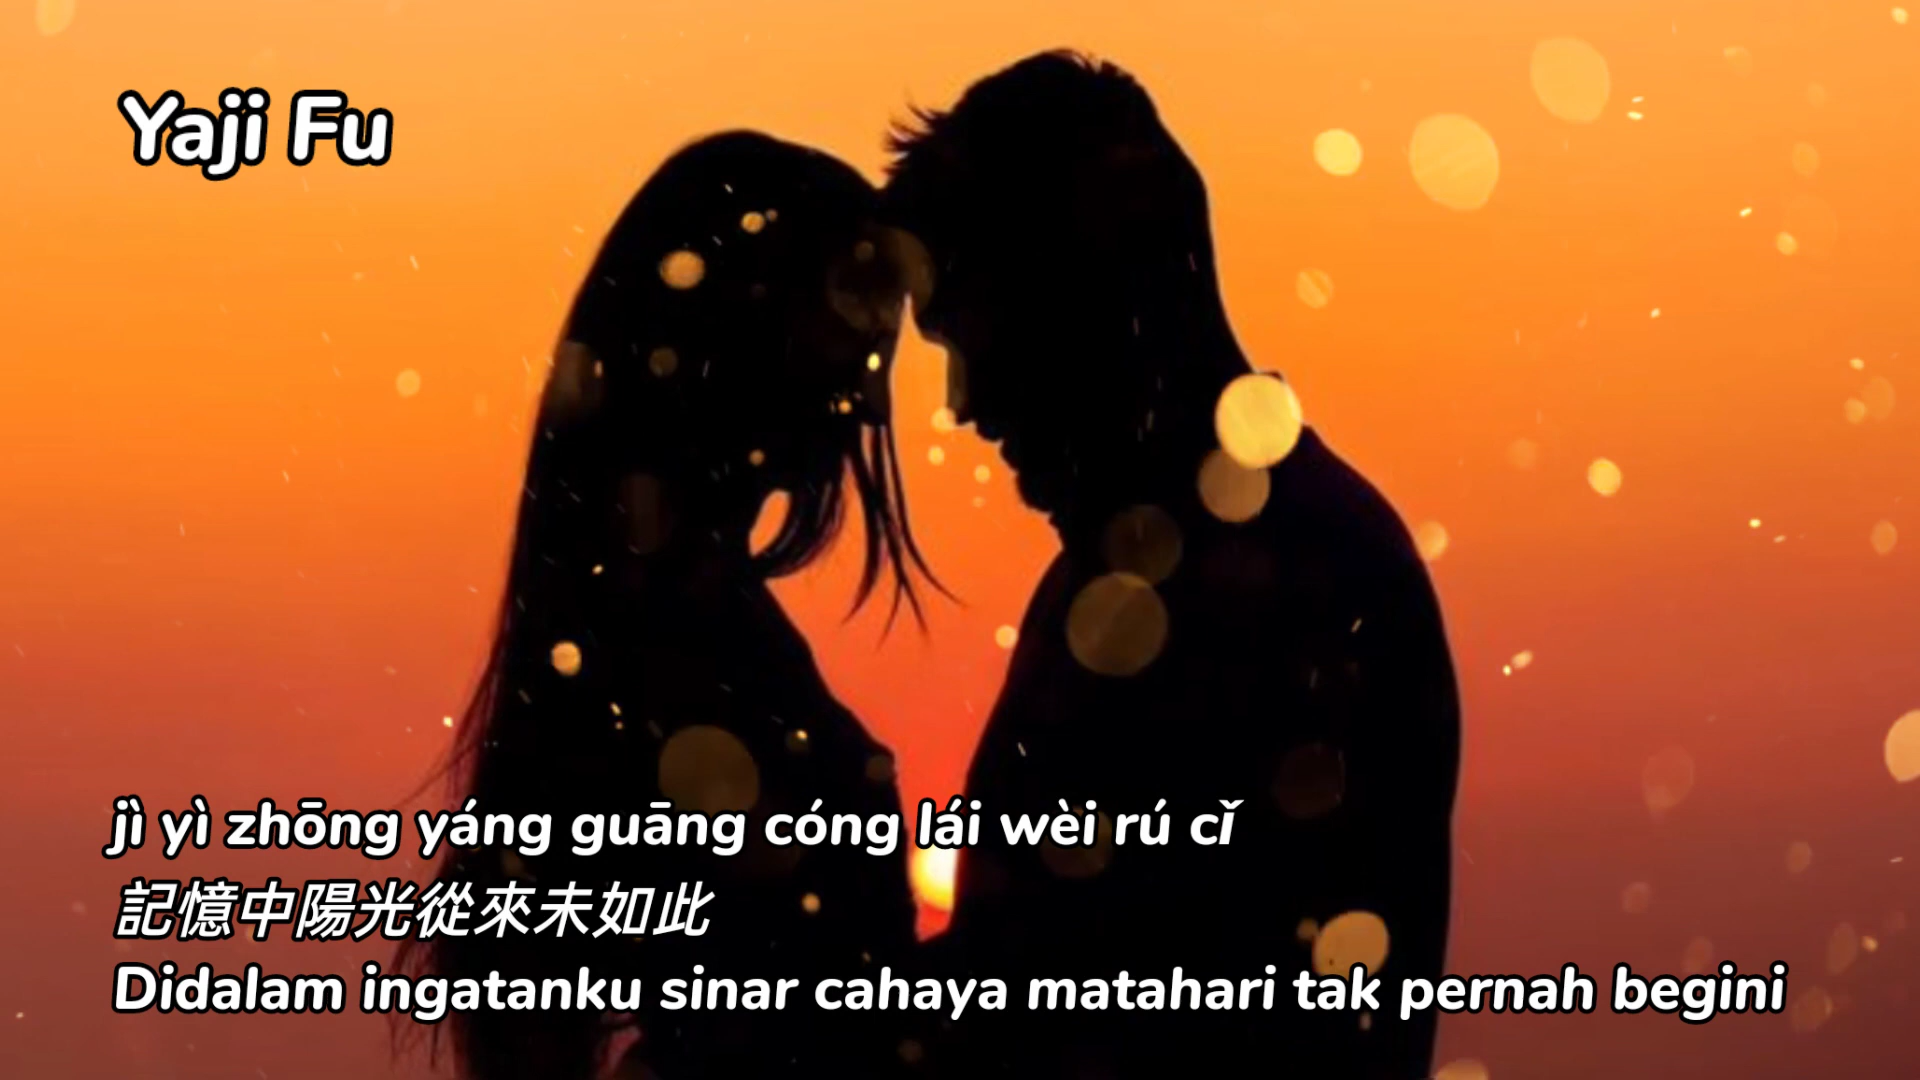 Yaji Fu
jì yì zhōng yáng guāng cóng lái wèi rú cǐ
記憶中陽光從來未如此
Didalam ingatanku sinar cahaya matahari tak pernah begini